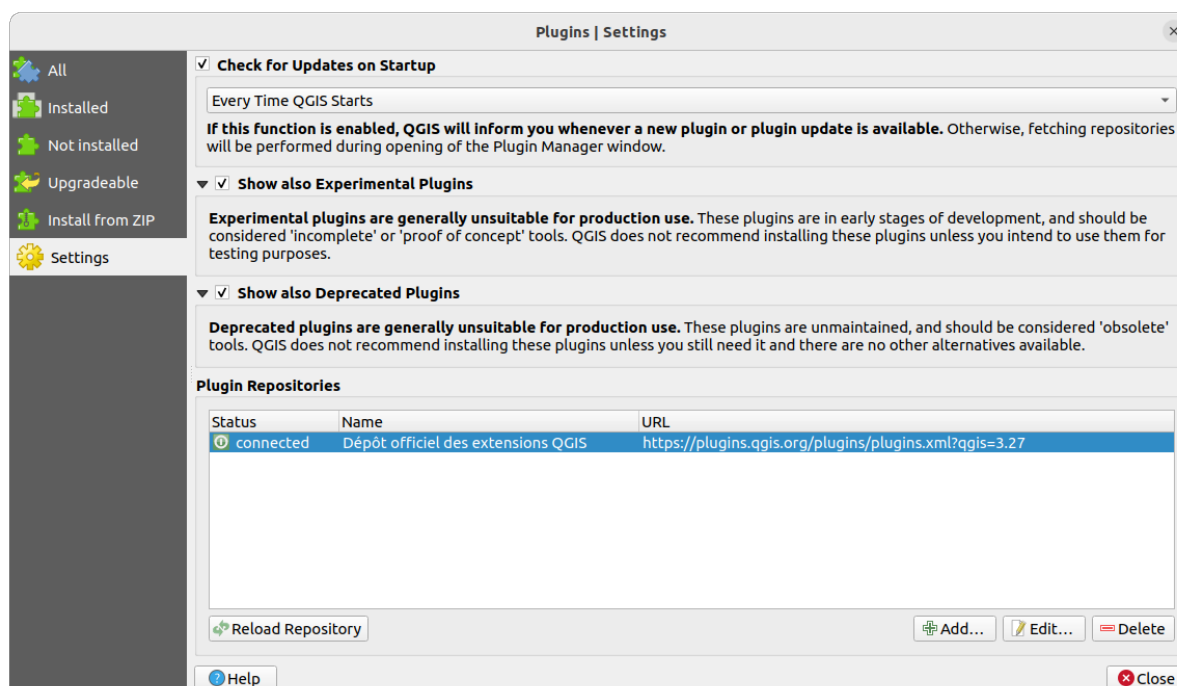 Plugins | Settings
All
Installed
Not installed
Upgradeable
Install from ZIP
Settings
Check for Updates on Startup
Every Time QGIS Starts
If this function is enabled, QGIS will inform you whenever a new plugin or plugin update is available. Otherwise, fetching repositories
will be performed during opening of the Plugin Manager window.
Show also Experimental Plugins
Experimental plugins are generally unsuitable for production use. These plugins are in early stages of development, and should be
considered 'incomplete' or 'proof of concept' tools. QGIS does not recommend installing these plugins unless you intend to use them for
testing purposes.
Show also Deprecated Plugins
Deprecated plugins are generally unsuitable for production use. These plugins are unmaintained, and should be considered 'obsolete'
tools. QGIS does not recommend installing these plugins unless you still need it and there are no other alternatives available.
Plugin Repositories
Status Name URL
connected Dépôt officiel des extensions QGIS https://plugins.qgis.org/plugins/plugins.xml?qgis=3.27
Reload Repository Add... Edit... Delete
Help Close